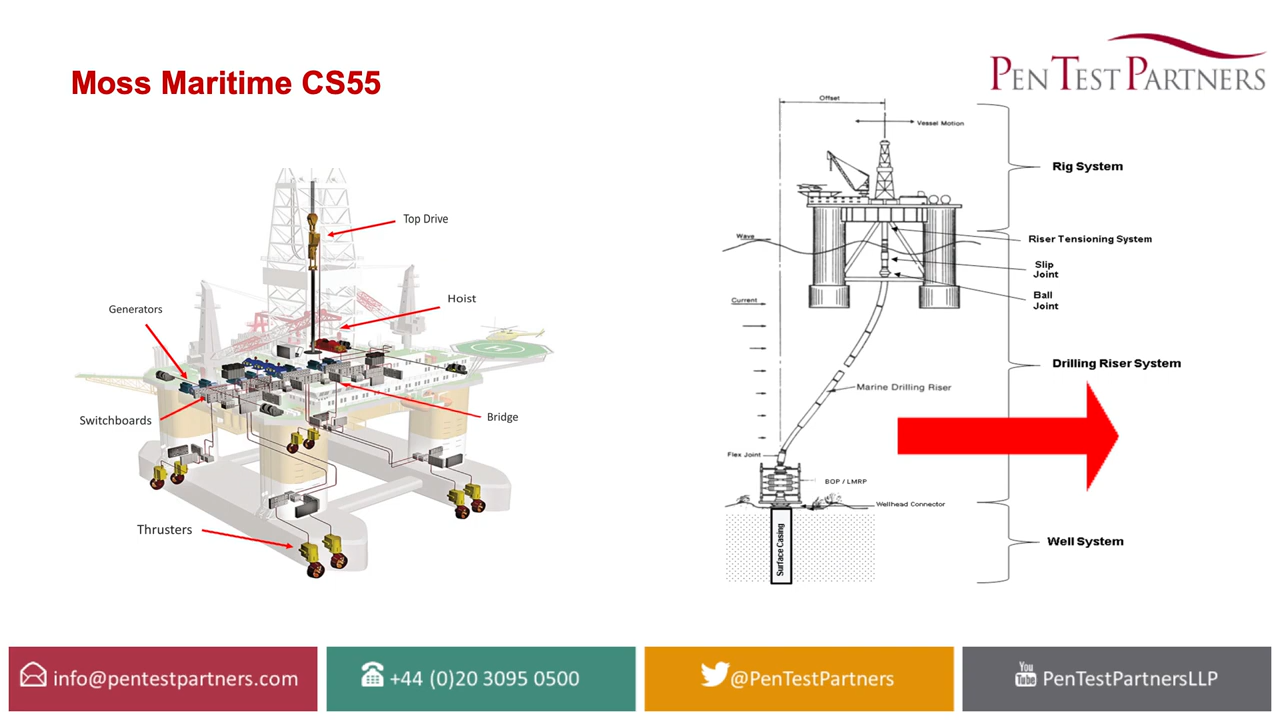 Moss Maritime CS55
PEN TEST PARTNERS
Top Drive
Hoist
Generators
Switchboards
Bridge
Thrusters
Offset
Vessel Motion
Rig System
Wave
Riser Tensioning System
Slip
Joint
Ball
Joint
Current
Drilling Riser System
Marine Drilling Riser
Flex Joint
BOP / LMRP
Wellhead Connector
Surface Casing
Well System
H
info@pentestpartners.com
+44 (0)20 3095 0500
@PenTestPartners
You
Tube
PenTestPartnersLLP